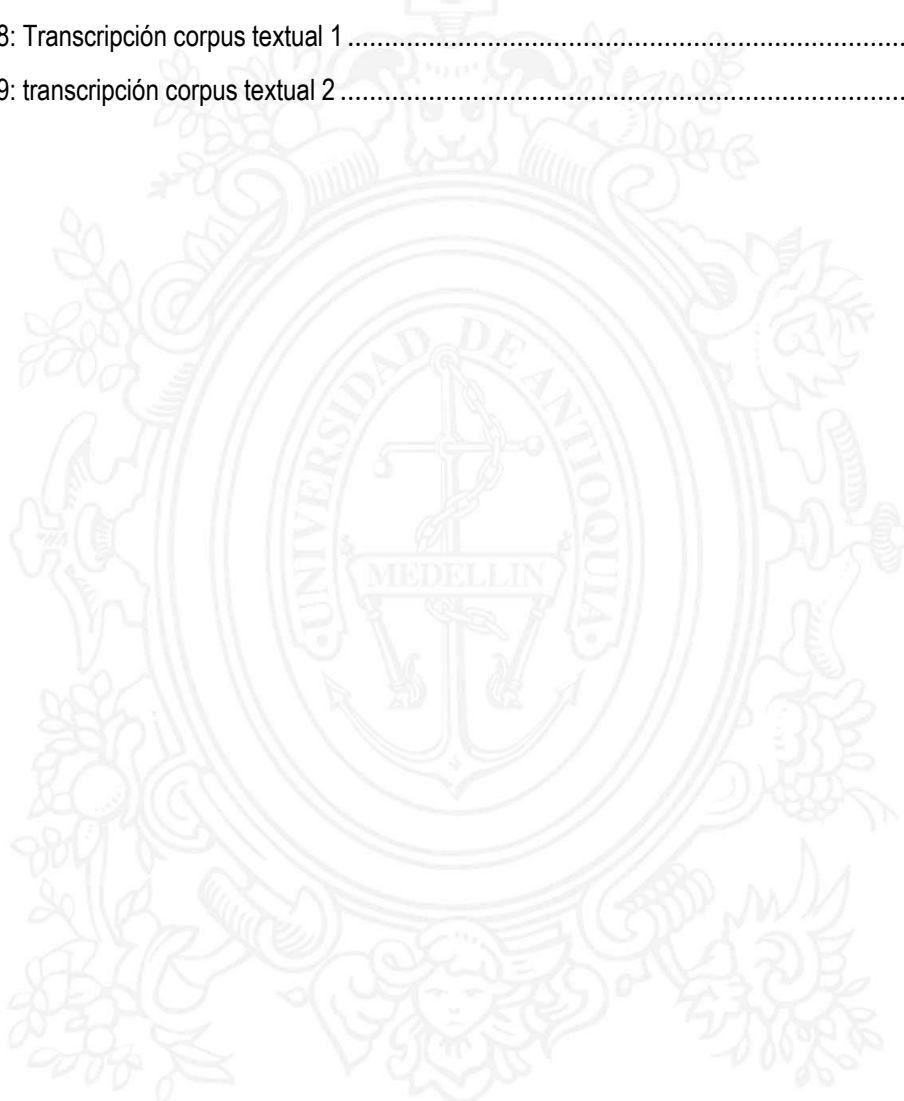 8: Transcripción corpus textual 1
9: transcripción corpus textual 2
UNIVERSIDAD DE ANTIOQUIA
MEDELLIN